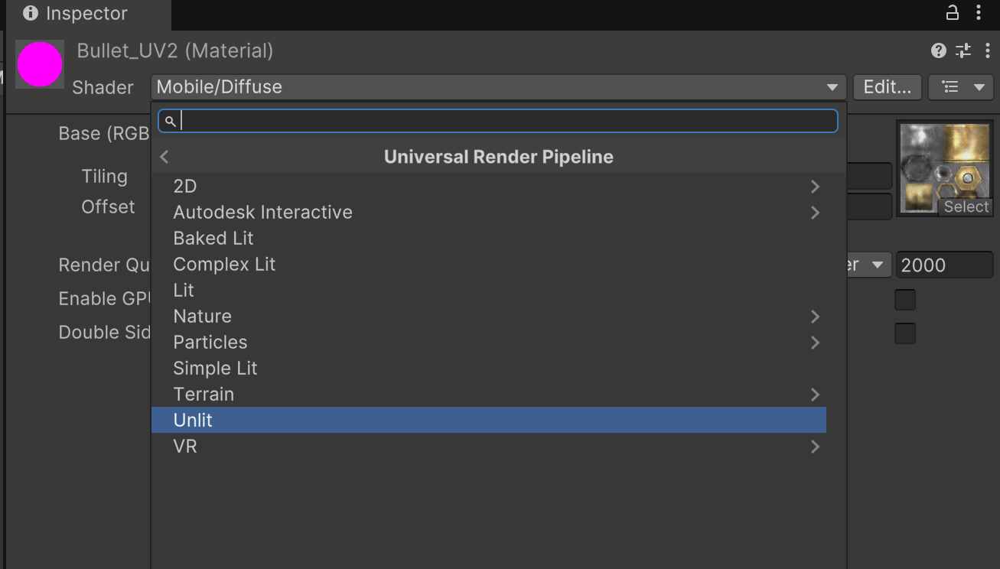 Inspector
Bullet_UV2 (Material)
Shader
Mobile/Diffuse
Edit...
Universal Render Pipeline
Base (RGB
Tiling
Offset
Select
2D
Autodesk Interactive
Baked Lit
Complex Lit
Render Qu
2000
Lit
Enable GPU
Nature
Double Sid
Particles
Simple Lit
Terrain
Unlit
VR